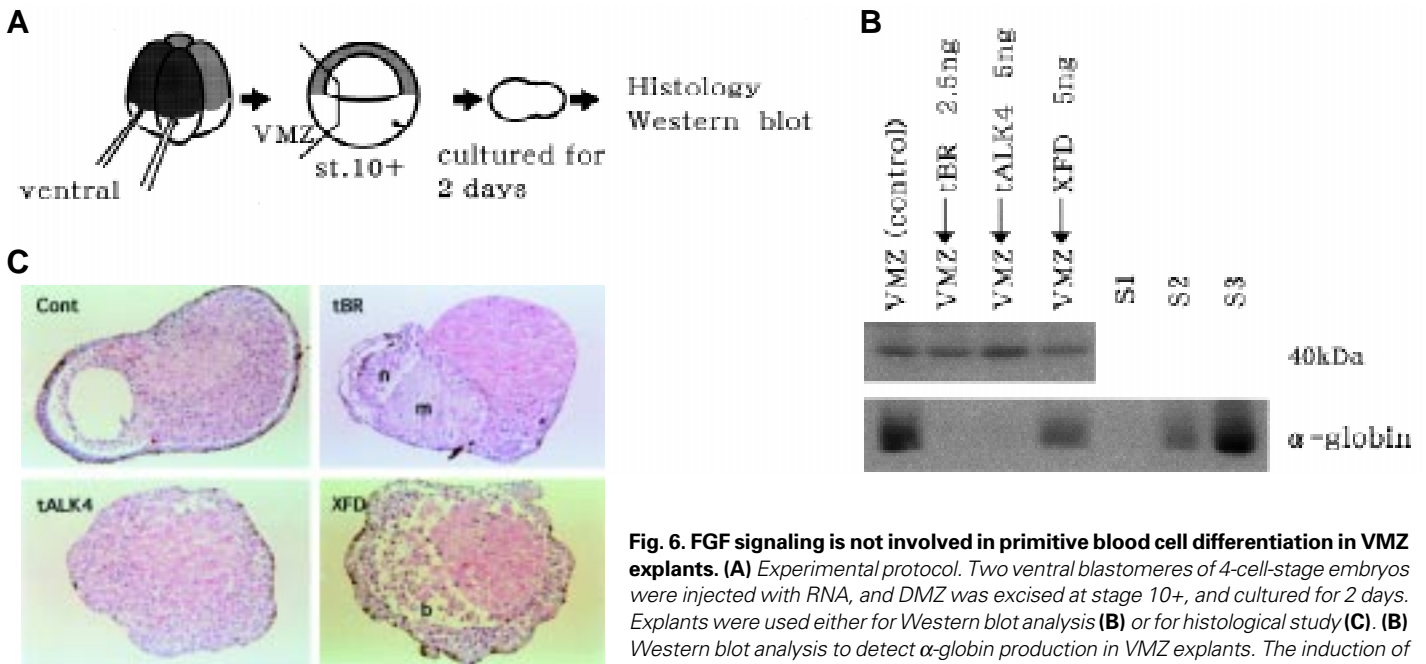 A
ventral
VMZ
st.10+
cultured for
2 days
Histology
Western blot
B
VMZ (control)
VMZ←tBR 2.5ng
VMZ←tALK4 5ng
VMZ←XFD 5ng
S1
S2
S3
40kDa
α-globin
C
Cont
tBR
n
m
tALK4
XFD
b
Fig. 6. FGF signaling is not involved in primitive blood cell differentiation in VMZ
explants. (A) Experimental protocol. Two ventral blastomeres of 4-cell-stage embryos
were injected with RNA, and DMZ was excised at stage 10+, and cultured for 2 days.
Explants were used either for Western blot analysis (B) or for histological study (C). (B)
Western blot analysis to detect α-globin production in VMZ explants. The induction of